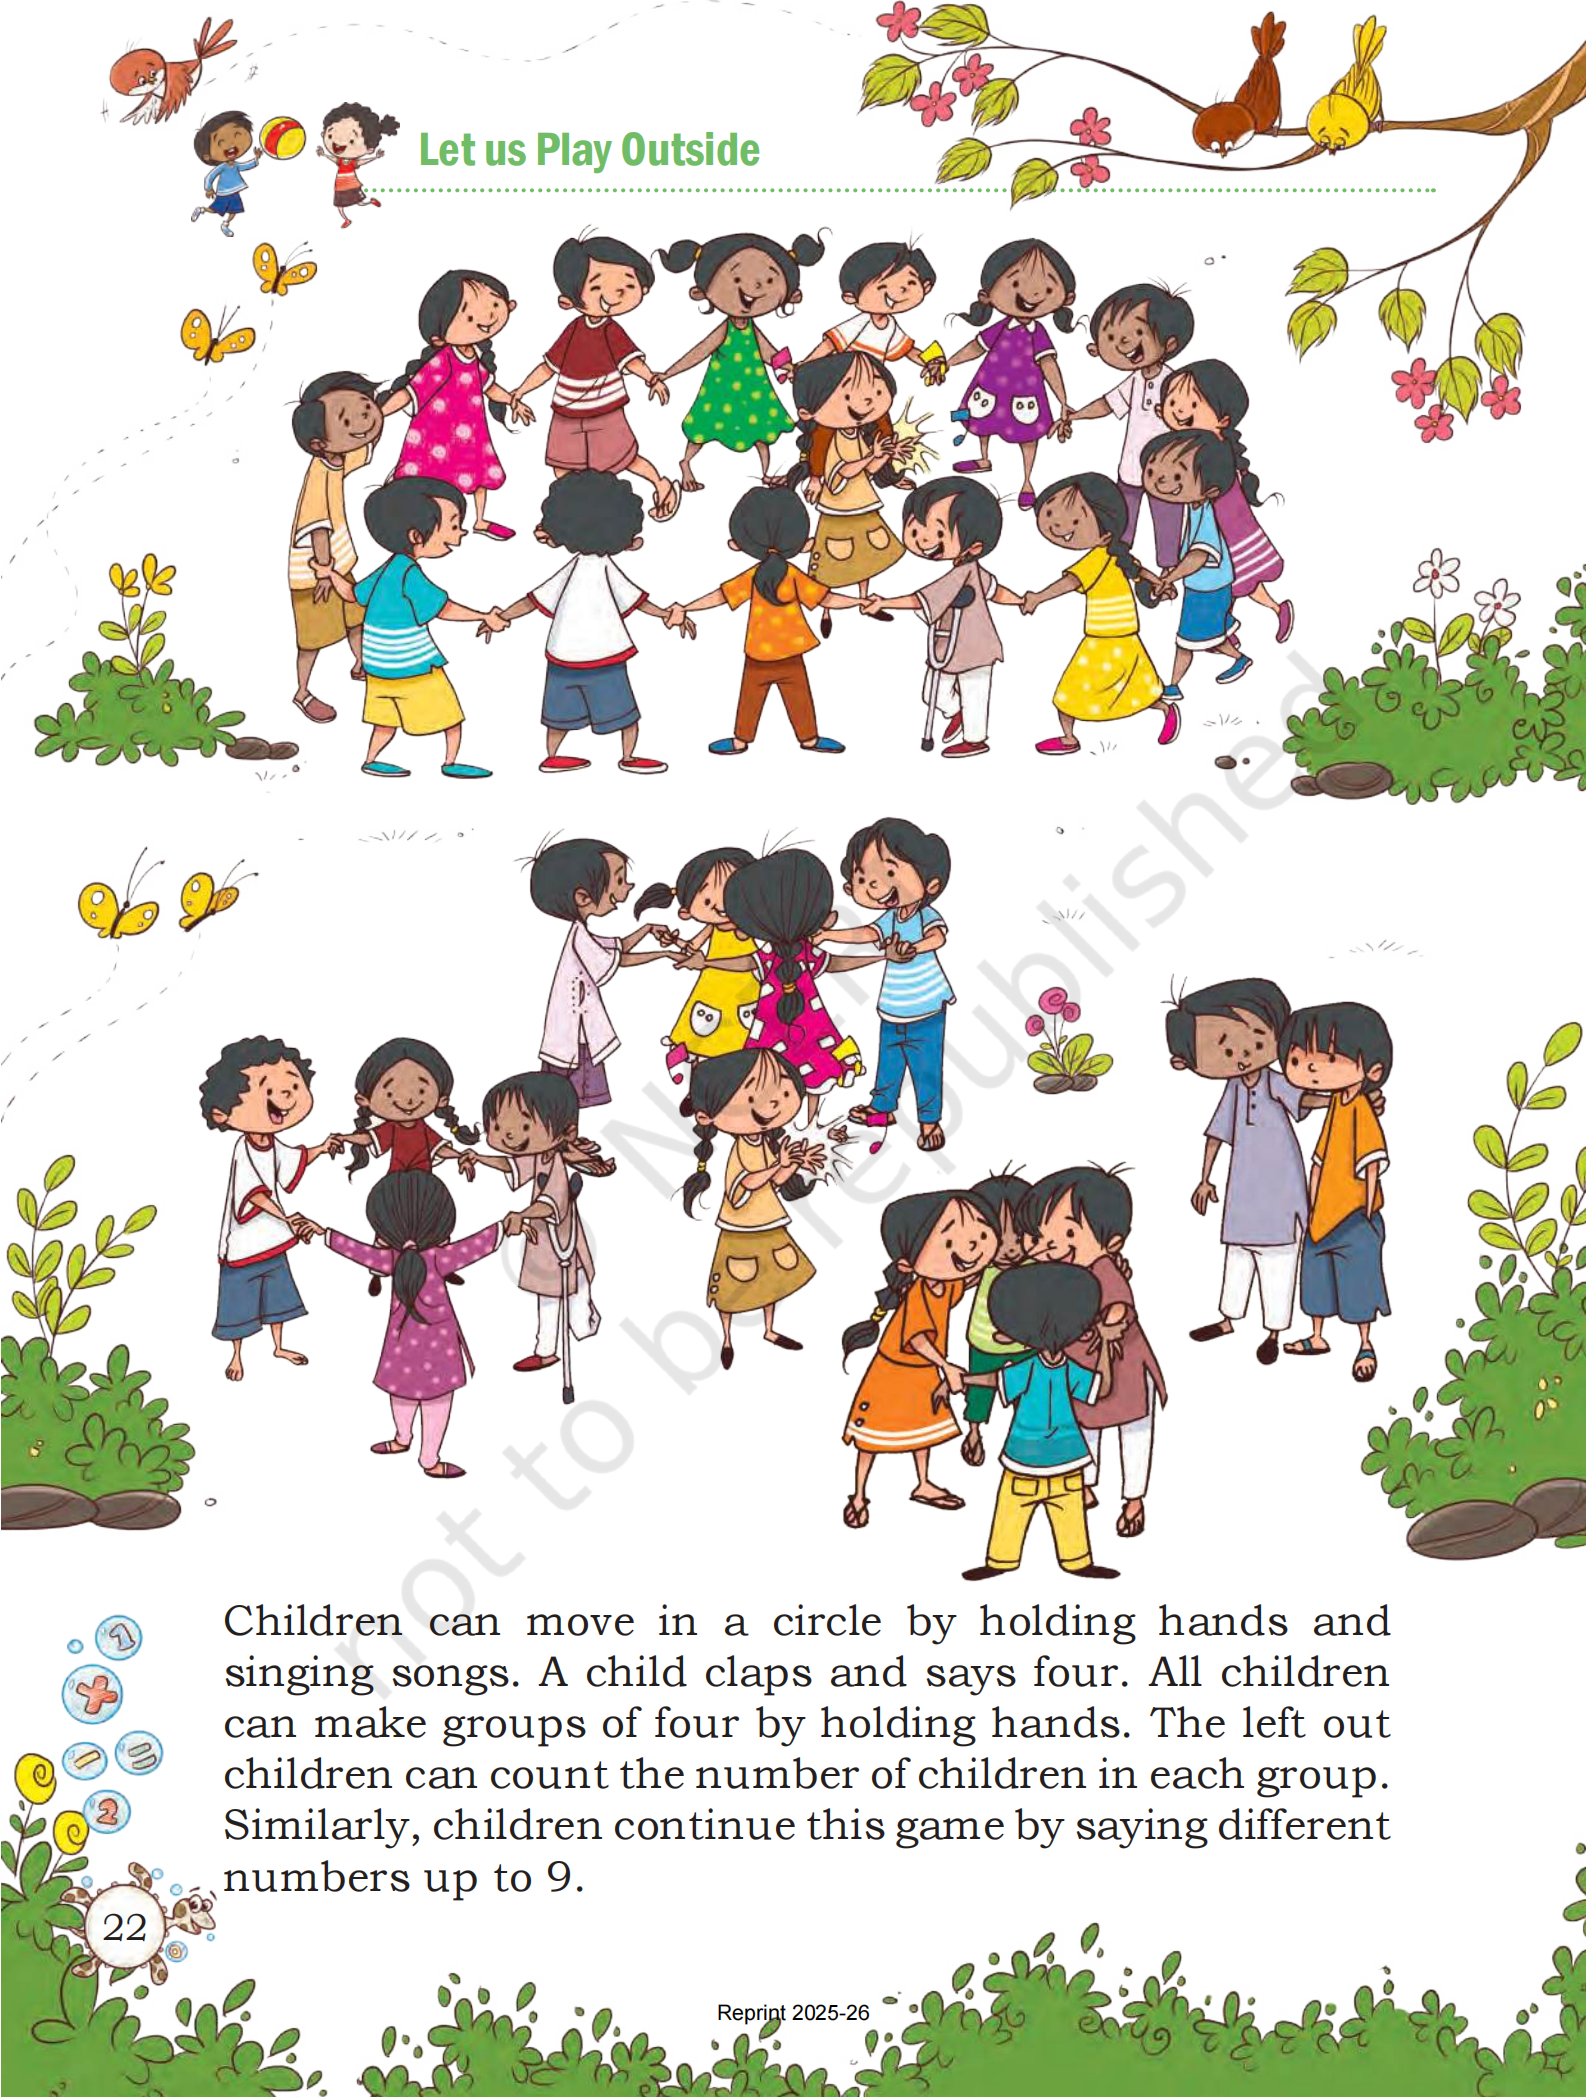 Let us Play Outside
© NCERT
not to be republished
Children can move in a circle by holding hands and
singing songs. A child claps and says four. All children
can make groups of four by holding hands. The left out
children can count the number of children in each group.
Similarly, children continue this game by saying different
numbers up to 9.
1
2
22
Reprint 2025-26